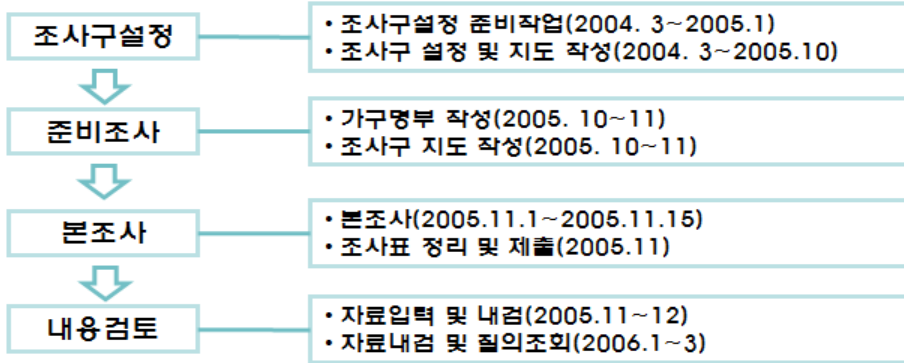 조사구설정
• 조사구설정 준비작업(2004. 3~2005.1)
• 조사구 설정 및 지도 작성(2004. 3~2005.10)
준비조사
• 가구명부 작성(2005. 10~11)
• 조사구 지도 작성(2005. 10~11)
본조사
• 본조사(2005.11.1~2005.11.15)
• 조사표 정리 및 제출(2005.11)
내용검토
• 자료입력 및 내검(2005.11~12)
• 자료내검 및 질의조회(2006.1~3)